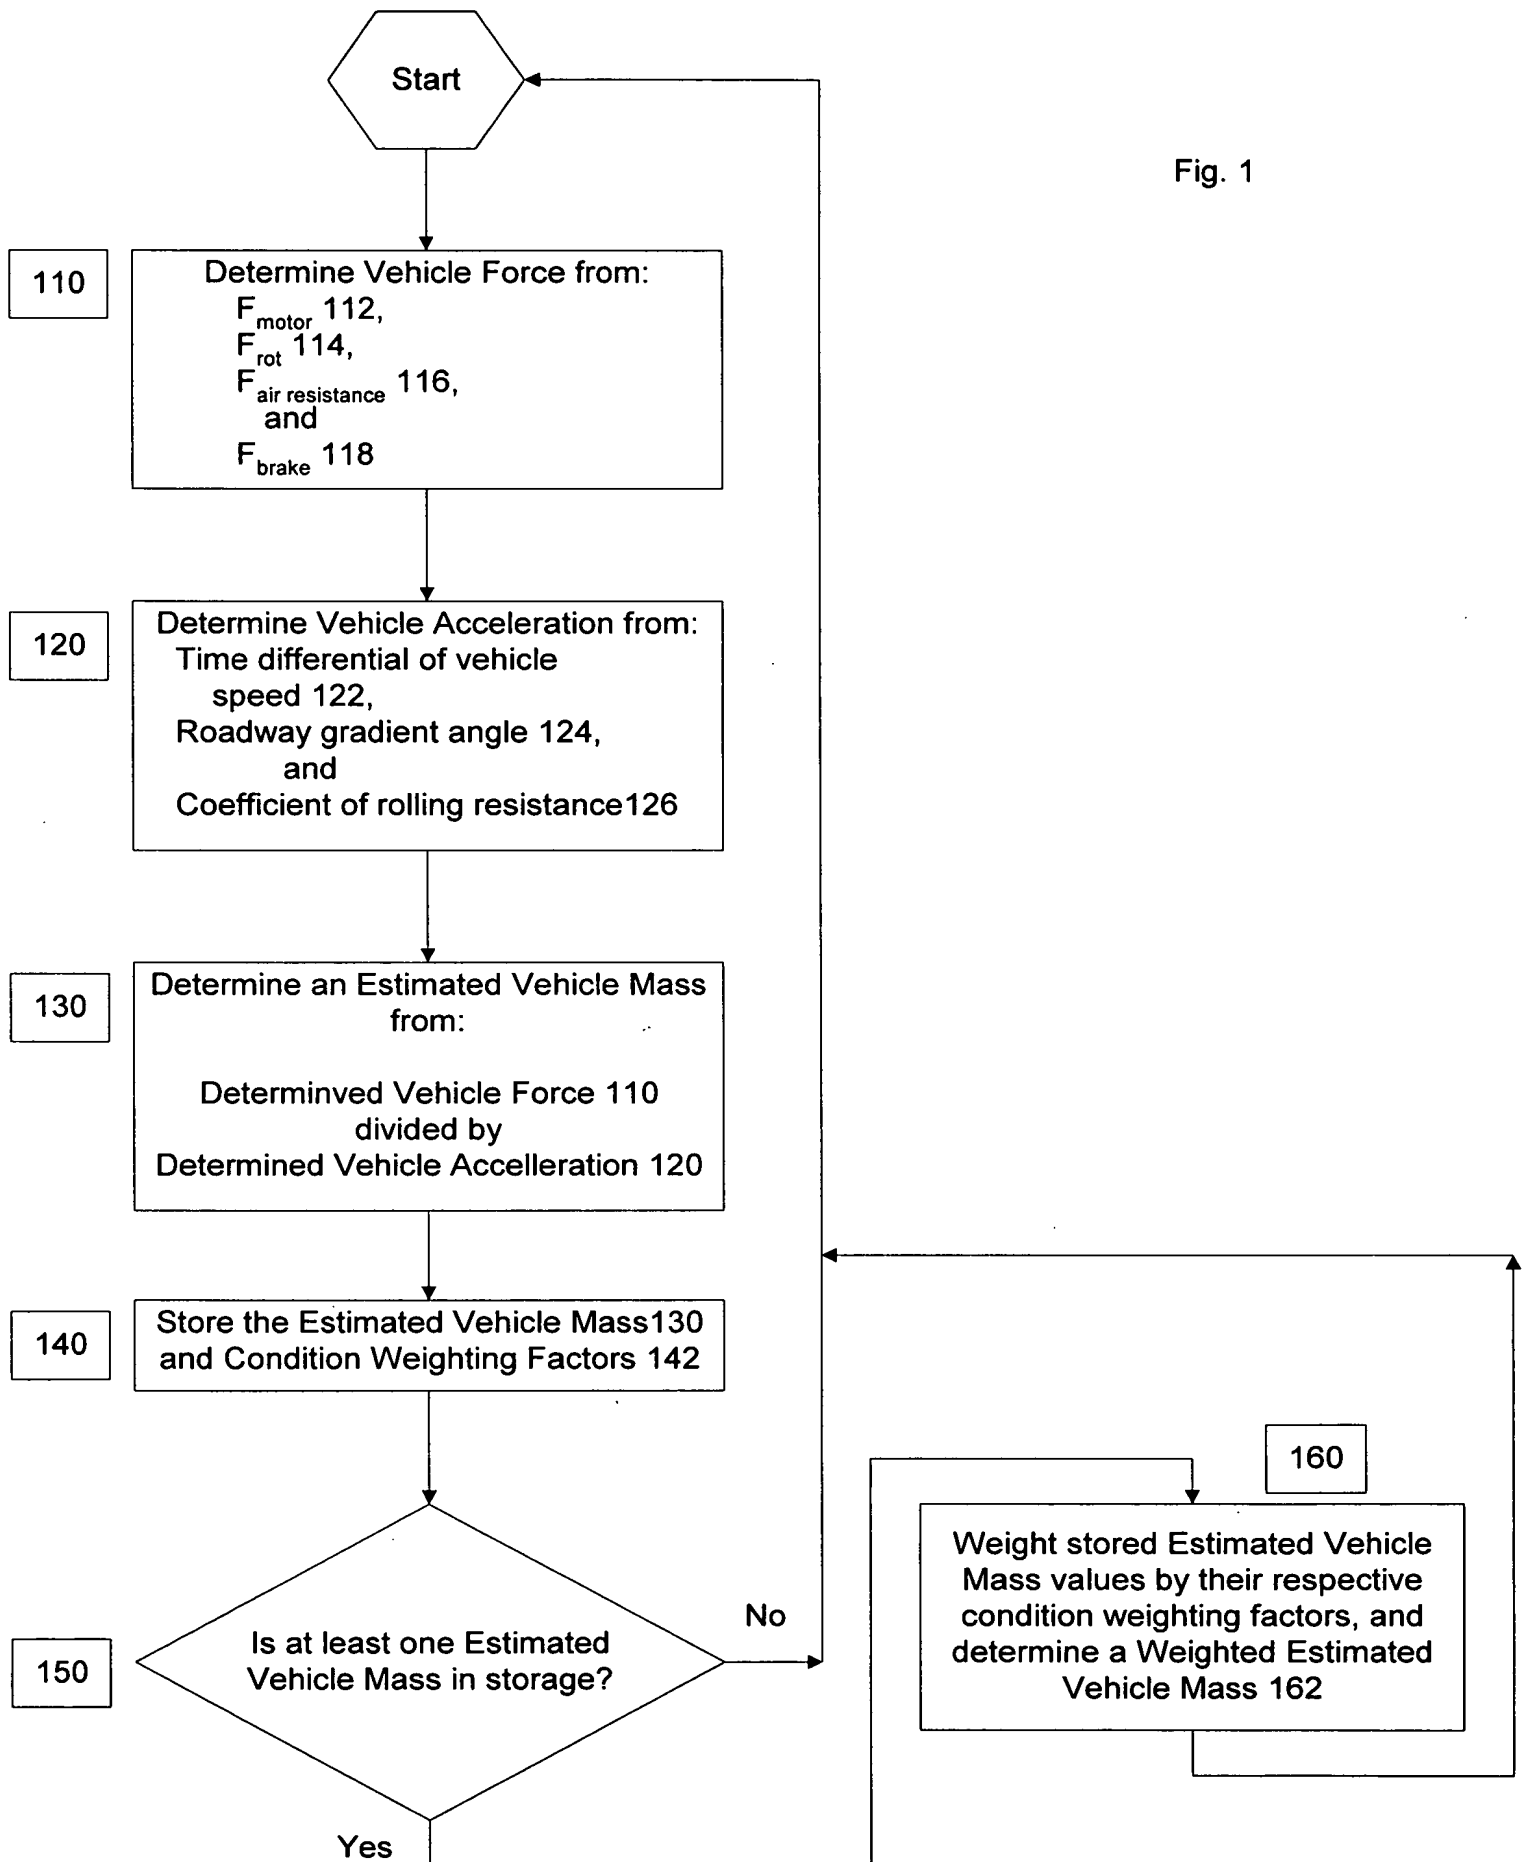 Start
Fig. 1
110
Determine Vehicle Force from:
F_motor 112,
F_rot 114,
F_air resistance 116,
and
F_brake 118
120
Determine Vehicle Acceleration from:
Time differential of vehicle
speed 122,
Roadway gradient angle 124,
and
Coefficient of rolling resistance126
130
Determine an Estimated Vehicle Mass
from:
Determinved Vehicle Force 110
divided by
Determined Vehicle Accelleration 120
140
Store the Estimated Vehicle Mass130
and Condition Weighting Factors 142
150
Is at least one Estimated
Vehicle Mass in storage?
No
Yes
160
Weight stored Estimated Vehicle
Mass values by their respective
condition weighting factors, and
determine a Weighted Estimated
Vehicle Mass 162